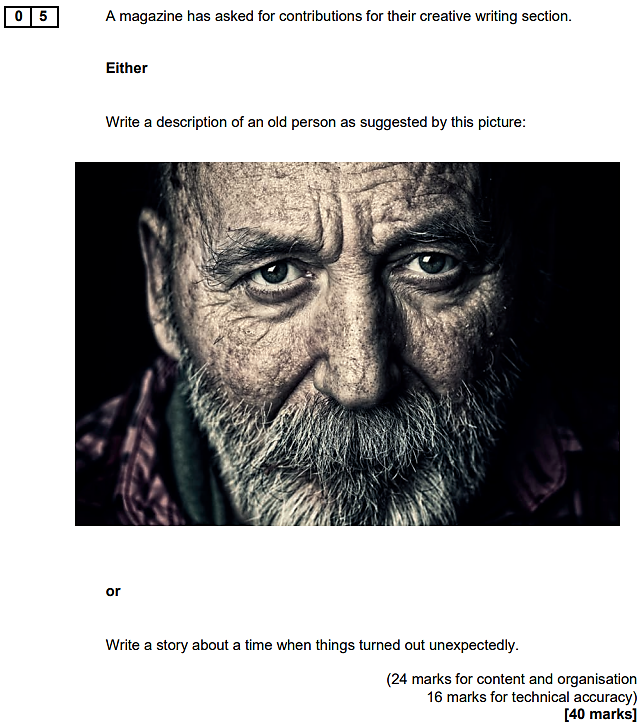 0 5 A magazine has asked for contributions for their creative writing section.
Either
Write a description of an old person as suggested by this picture:
or
Write a story about a time when things turned out unexpectedly.
(24 marks for content and organisation
16 marks for technical accuracy)
[40 marks]